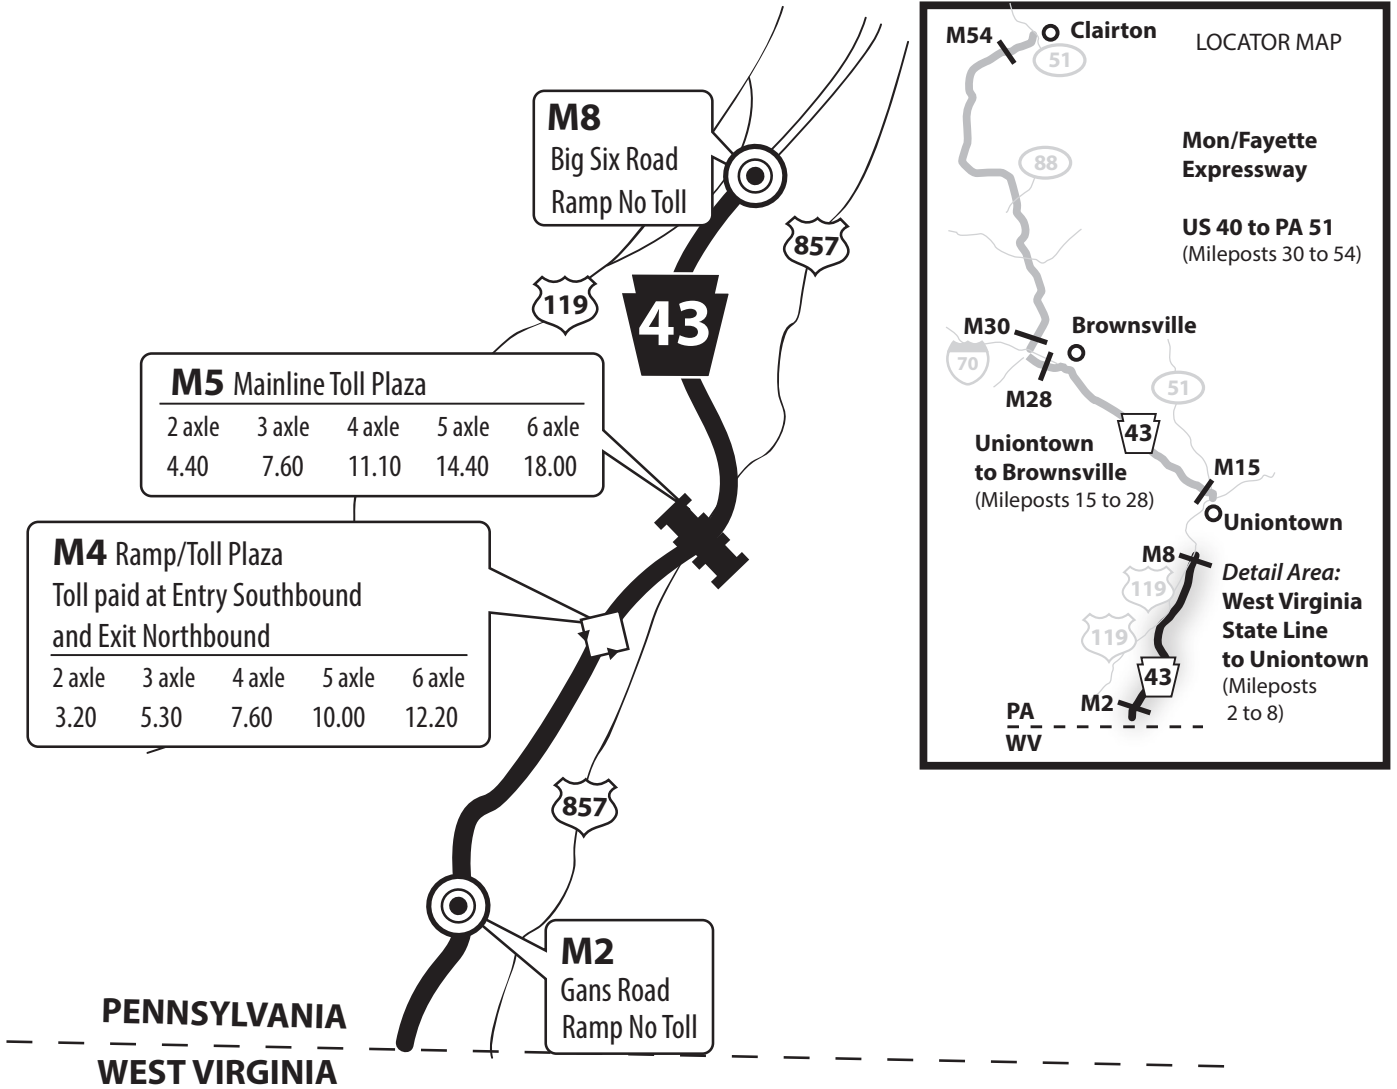 M8
Big Six Road
Ramp No Toll
857
119
43
M5 Mainline Toll Plaza
2 axle 3 axle 4 axle 5 axle 6 axle
4.40 7.60 11.10 14.40 18.00
M4 Ramp/Toll Plaza
Toll paid at Entry Southbound
and Exit Northbound
2 axle 3 axle 4 axle 5 axle 6 axle
3.20 5.30 7.60 10.00 12.20
857
M2
Gans Road
Ramp No Toll
PENNSYLVANIA
WEST VIRGINIA
LOCATOR MAP
M54
Clairton
51
Mon/Fayette
Expressway
88
US 40 to PA 51
(Mileposts 30 to 54)
M30
Brownsville
70
M28
51
43
Uniontown
to Brownsville
(Mileposts 15 to 28)
M15
Uniontown
M8
119
Detail Area:
West Virginia
State Line
to Uniontown
(Mileposts
2 to 8)
119
43
M2
PA
WV